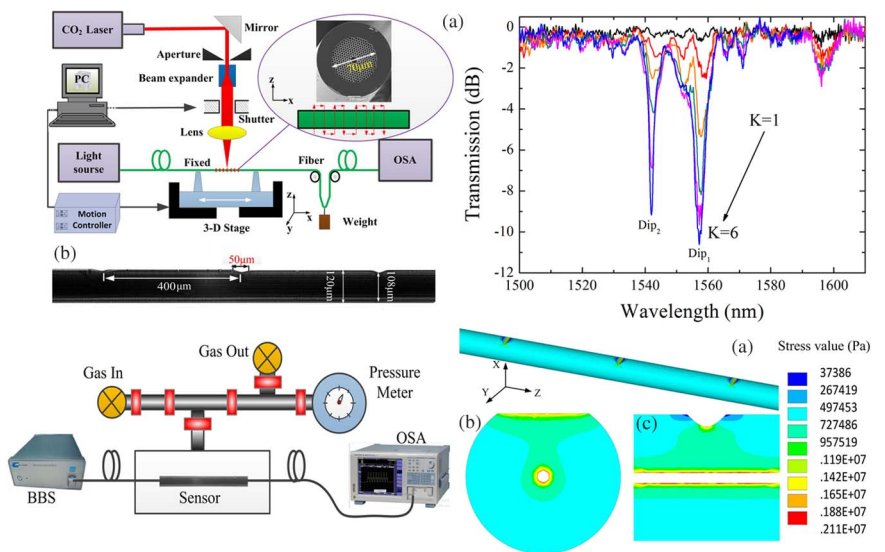 (a)
CO₂ Laser
Mirror
Aperture
Beam expander
PC
Shutter
Lens
70μm
z
x
Light
sourse
Fixed
Fiber
OSA
Motion
Controller
3-D Stage
z
x
y
Weight
(b)
50μm
400μm
120μm
108μm
Transmission (dB)
0
-2
-4
-6
-8
-10
-12
K=1
K=6
Dip₂
Dip₁
1500 1520 1540 1560 1580 1600
Wavelength (nm)
Gas Out
Gas In
Pressure
Meter
OSA
BBS
Sensor
(a)
X
Y
Z
(b)
(c)
Stress value (Pa)
37386
267419
497453
727486
957519
.119E+07
.142E+07
.165E+07
.188E+07
.211E+07